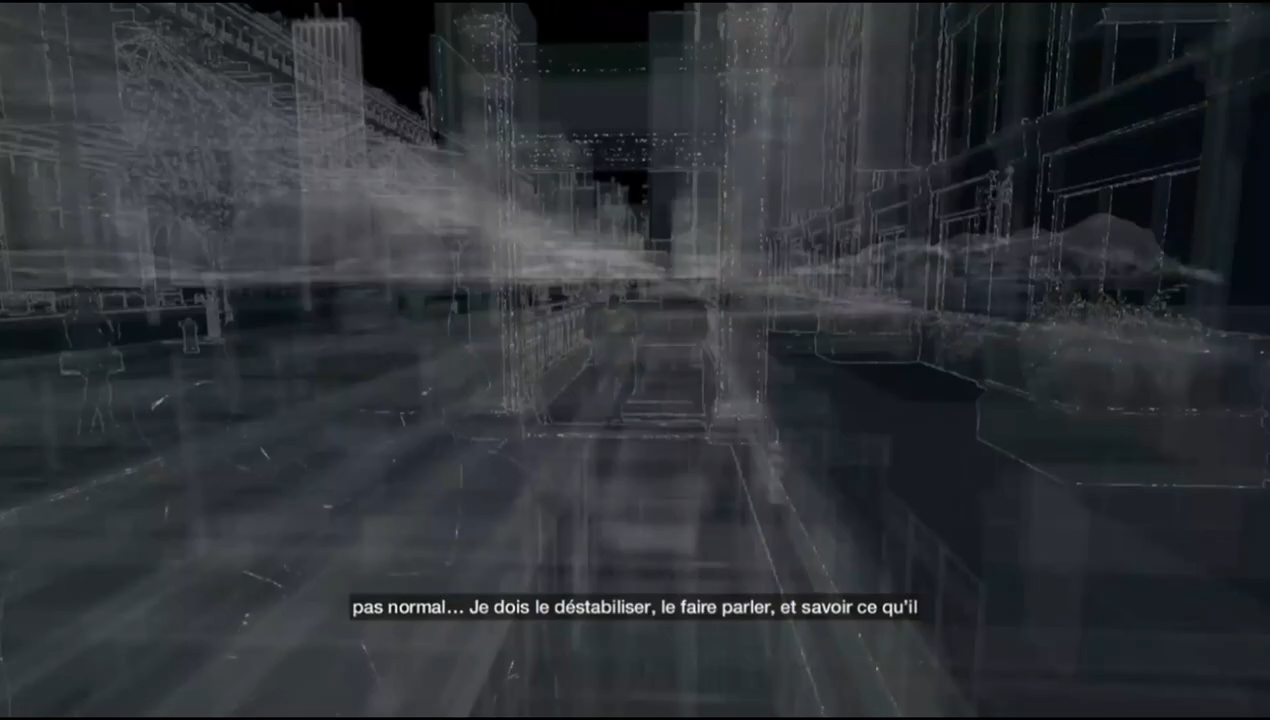 pas normal... Je dois le déstabiliser, le faire parler, et savoir ce qu'il